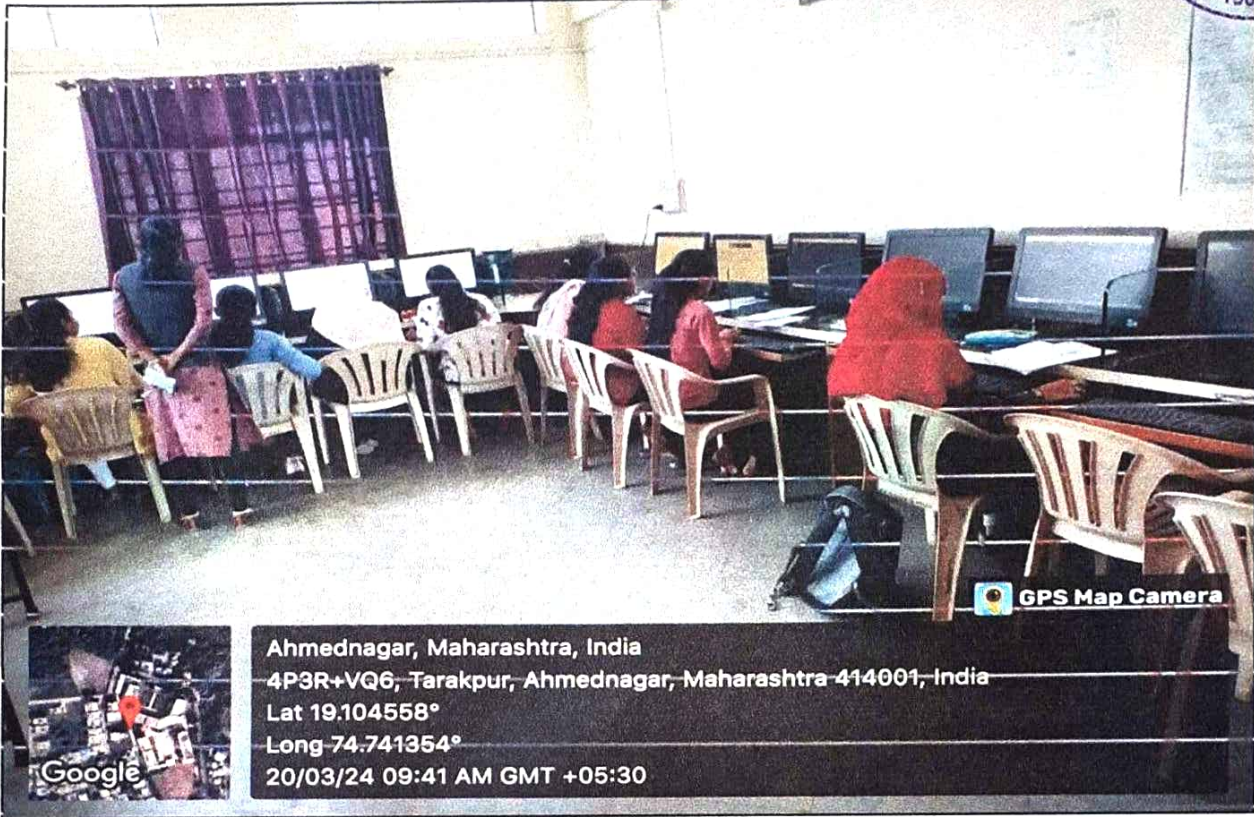 GPS Map Camera
Ahmednagar, Maharashtra, India
4P3R+VQ6, Tarakpur, Ahmednagar, Maharashtra 414001, India
Lat 19.104558°
Long 74.741354°
20/03/24 09:41 AM GMT +05:30
Google